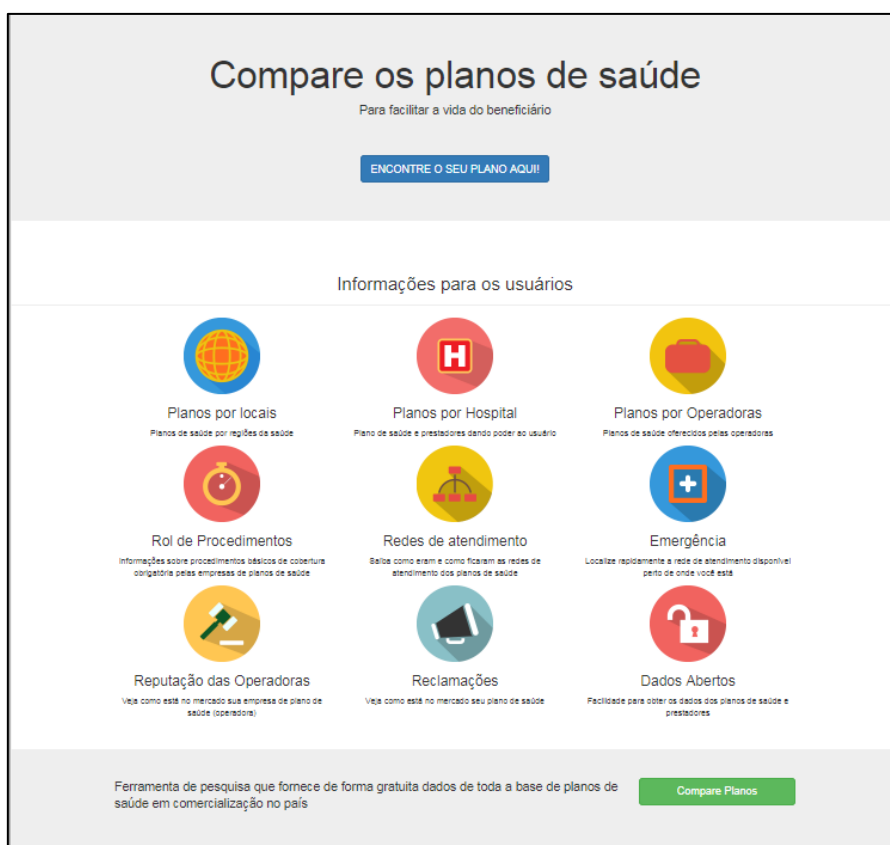 Compare os planos de saúde
Para facilitar a vida do beneficiário
ENCONTRE O SEU PLANO AQUI!
Informações para os usuários
H
Planos por locais
Planos de saúde por regiões da saúde
Planos por Hospital
Plano de saúde e prestadores dando poder ao usuário
Planos por Operadoras
Planos de saúde oferecidos pelas operadoras
Rol de Procedimentos
Informações sobre procedimentos básicos de cobertura
obrigatória pelas empresas de planos de saúde
Redes de atendimento
Saiba como eram e como ficaram as redes de
atendimento dos planos de saúde
Emergência
Localize rapidamente a rede de atendimento disponível
perto de onde você está
Reputação das Operadoras
Veja como está no mercado sua empresa de plano de
saúde (operadora)
Reclamações
Veja como está no mercado seu plano de saúde
Dados Abertos
Facilidade para obter os dados dos planos de saúde e
prestadores
Ferramenta de pesquisa que fornece de forma gratuita dados de toda a base de planos de
saúde em comercialização no país
Compare Planos